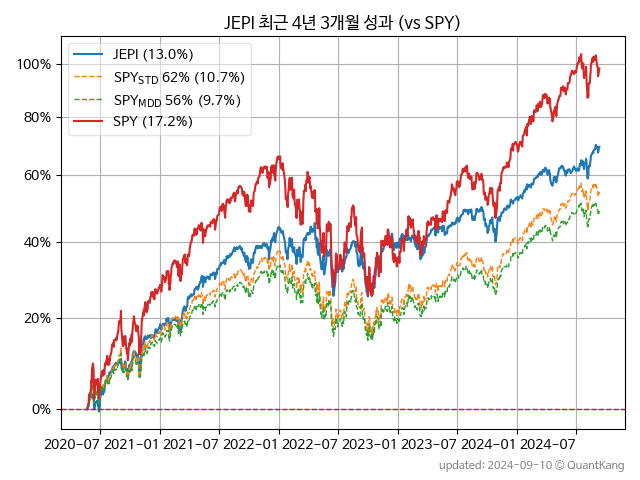 JEPI 최근 4년 3개월 성과 (vs SPY)
JEPI (13.0%)
SPY_STD 62% (10.7%)
SPY_MDD 56% (9.7%)
SPY (17.2%)
100%
80%
60%
40%
20%
0%
2020-07 2021-01 2021-07 2022-01 2022-07 2023-01 2023-07 2024-01 2024-07
updated: 2024-09-10 © QuantKang